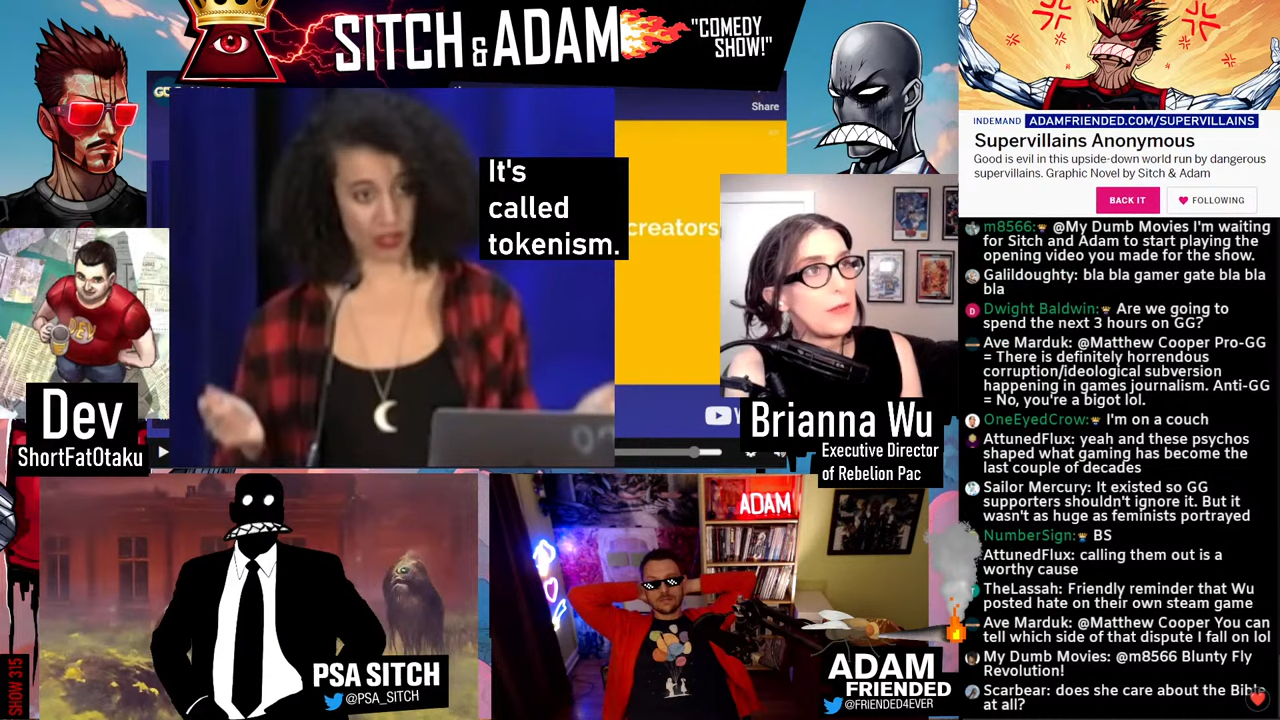 SITCH & ADAM
"COMEDY
SHOW!"
Share
It's
called
tokenism.
creators
DEV
Dev
ShortFatOtaku
Brianna Wu
Executive Director
of Rebelion Pac
ADAM
PSA SITCH
@PSA_SITCH
ADAM
FRIENDED
@FRIENDED4EVER
SHOW 315
INDEMAND ADAMFRIENDED.COM/SUPERVILLAINS
Supervillains Anonymous
Good is evil in this upside-down world run by dangerous
supervillains. Graphic Novel by Sitch & Adam
BACK IT
FOLLOWING
m8566: @My Dumb Movies I'm waiting
for Sitch and Adam to start playing the
opening video you made for the show.
Galildoughty: bla bla gamer gate bla bla
bla
Dwight Baldwin: Are we going to
spend the next 3 hours on GG?
Ave Marduk: @Matthew Cooper Pro-GG
= There is definitely horrendous
corruption/ideological subversion
happening in games journalism. Anti-GG
= No, you're a bigot lol.
OneEyedCrow: I'm on a couch
AttunedFlux: yeah and these psychos
shaped what gaming has become the
last couple of decades
Sailor Mercury: It existed so GG
supporters shouldn't ignore it. But it
wasn't as huge as feminists portrayed
NumberSign: BS
AttunedFlux: calling them out is a
worthy cause
TheLassah: Friendly reminder that Wu
posted hate on their own steam game
Ave Marduk: @Matthew Cooper You can
tell which side of that dispute I fall on lol
My Dumb Movies: @m8566 Blunty Fly
Revolution!
Scarbear: does she care about the Bible
at all?